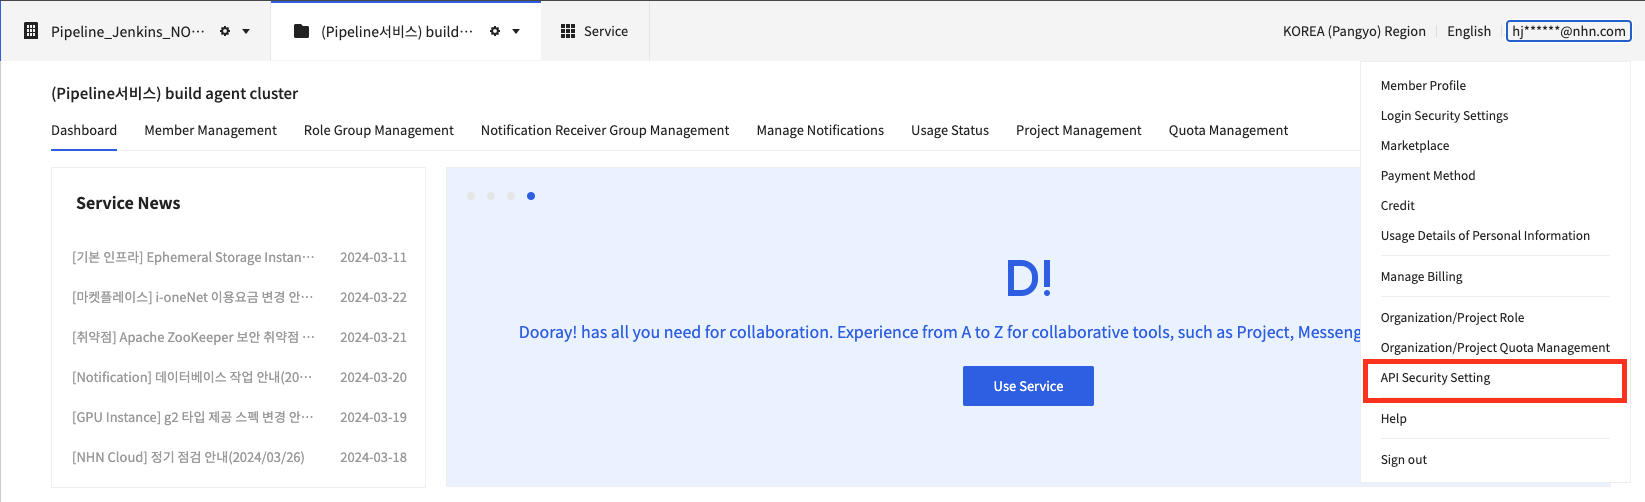 Pipeline_Jenkins_NO···
(Pipeline서비스) build···
Service
KOREA (Pangyo) Region
English
hj******@nhn.com
(Pipeline서비스) build agent cluster
Dashboard
Member Management
Role Group Management
Notification Receiver Group Management
Manage Notifications
Usage Status
Project Management
Quota Management
Service News
[기본 인프라] Ephemeral Storage Instan··· 2024-03-11
[마켓플레이스] i-oneNet 이용요금 변경 안··· 2024-03-22
[취약점] Apache ZooKeeper 보안 취약점 ··· 2024-03-21
[Notification] 데이터베이스 작업 안내(20··· 2024-03-20
[GPU Instance] g2 타입 제공 스펙 변경 안··· 2024-03-19
[NHN Cloud] 정기 점검 안내(2024/03/26) 2024-03-18
D!
Dooray! has all you need for collaboration. Experience from A to Z for collaborative tools, such as Project, Messeng
Use Service
Member Profile
Login Security Settings
Marketplace
Payment Method
Credit
Usage Details of Personal Information
Manage Billing
Organization/Project Role
Organization/Project Quota Management
API Security Setting
Help
Sign out